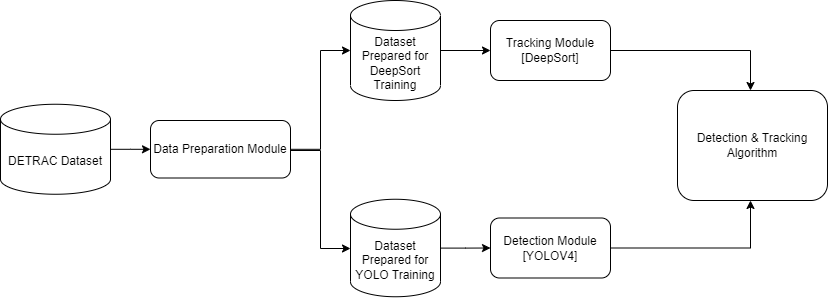 DETRAC Dataset
Data Preparation Module
Dataset
Prepared for
DeepSort
Training
Tracking Module
[DeepSort]
Dataset
Prepared for
YOLO Training
Detection Module
[YOLOV4]
Detection & Tracking
Algorithm